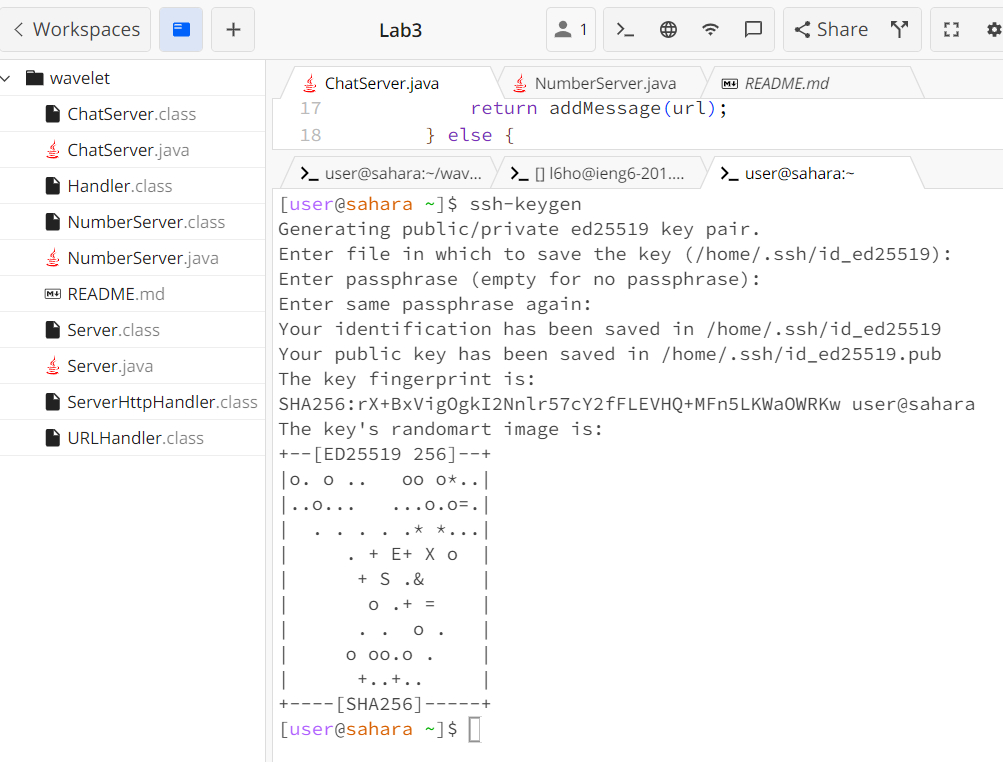 Workspaces
Lab3
1
Share
wavelet
ChatServer.class
ChatServer.java
Handler.class
NumberServer.class
NumberServer.java
README.md
Server.class
Server.java
ServerHttpHandler.class
URLHandler.class
ChatServer.java NumberServer.java README.md
17 return addMessage(url);
18 } else {
user@sahara:~/wav... [] l6ho@ieng6-201.... user@sahara:~
[user@sahara ~]$ ssh-keygen
Generating public/private ed25519 key pair.
Enter file in which to save the key (/home/.ssh/id_ed25519):
Enter passphrase (empty for no passphrase):
Enter same passphrase again:
Your identification has been saved in /home/.ssh/id_ed25519
Your public key has been saved in /home/.ssh/id_ed25519.pub
The key fingerprint is:
SHA256:rX+BxVigOgkI2Nnlr57cY2fFLEVHQ+MFn5LKWaOWRKw user@sahara
The key's randomart image is:
+--[ED25519 256]--+
|o. o ..   oo o*..|
|..o...   ...o.o=.|
|  . . . . .* *...|
|     . + E+ X o  |
|      + S .&     |
|       o .+ =    |
|      . .  o .   |
|     o oo.o .    |
|      +..+..     |
+----[SHA256]-----+
[user@sahara ~]$